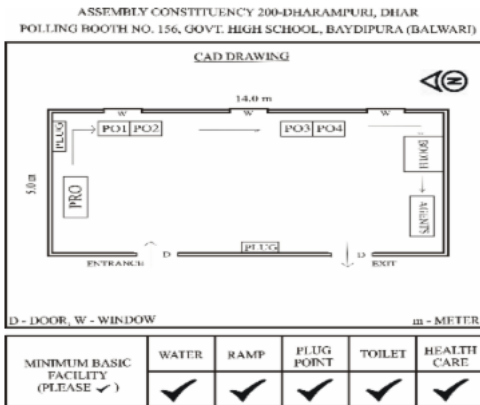 ASSEMBLY CONSTITUENCY 200-DHARAMPURI, DHAR
POLLING BOOTH NO. 156, GOVT. HIGH SCHOOL, BAYDIPURA (BALWARI)
CAD DRAWING
N
14.0 m
W W W
PLUG PO1 PO2 PO3 PO4
BOOTH
5.0 m
PRO
AGENTS
PLUG
ENTRANCE D D EXIT
D - DOOR, W - WINDOW m - METER
MINIMUM BASIC FACILITY (PLEASE ✓) WATER RAMP PLUG POINT TOILET HEALTH CARE
✓ ✓ ✓ ✓ ✓